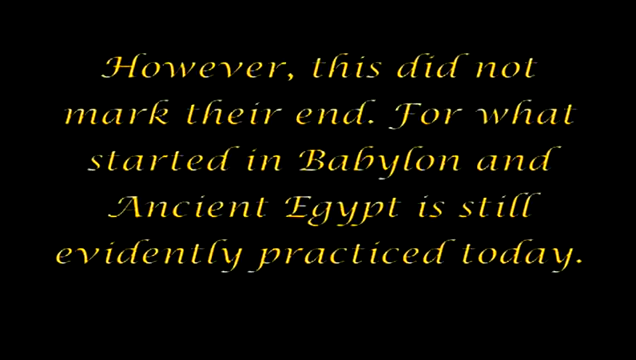 However, this did not
mark their end. For what
started in Babylon and
Ancient Egypt is still
evidently practiced today.